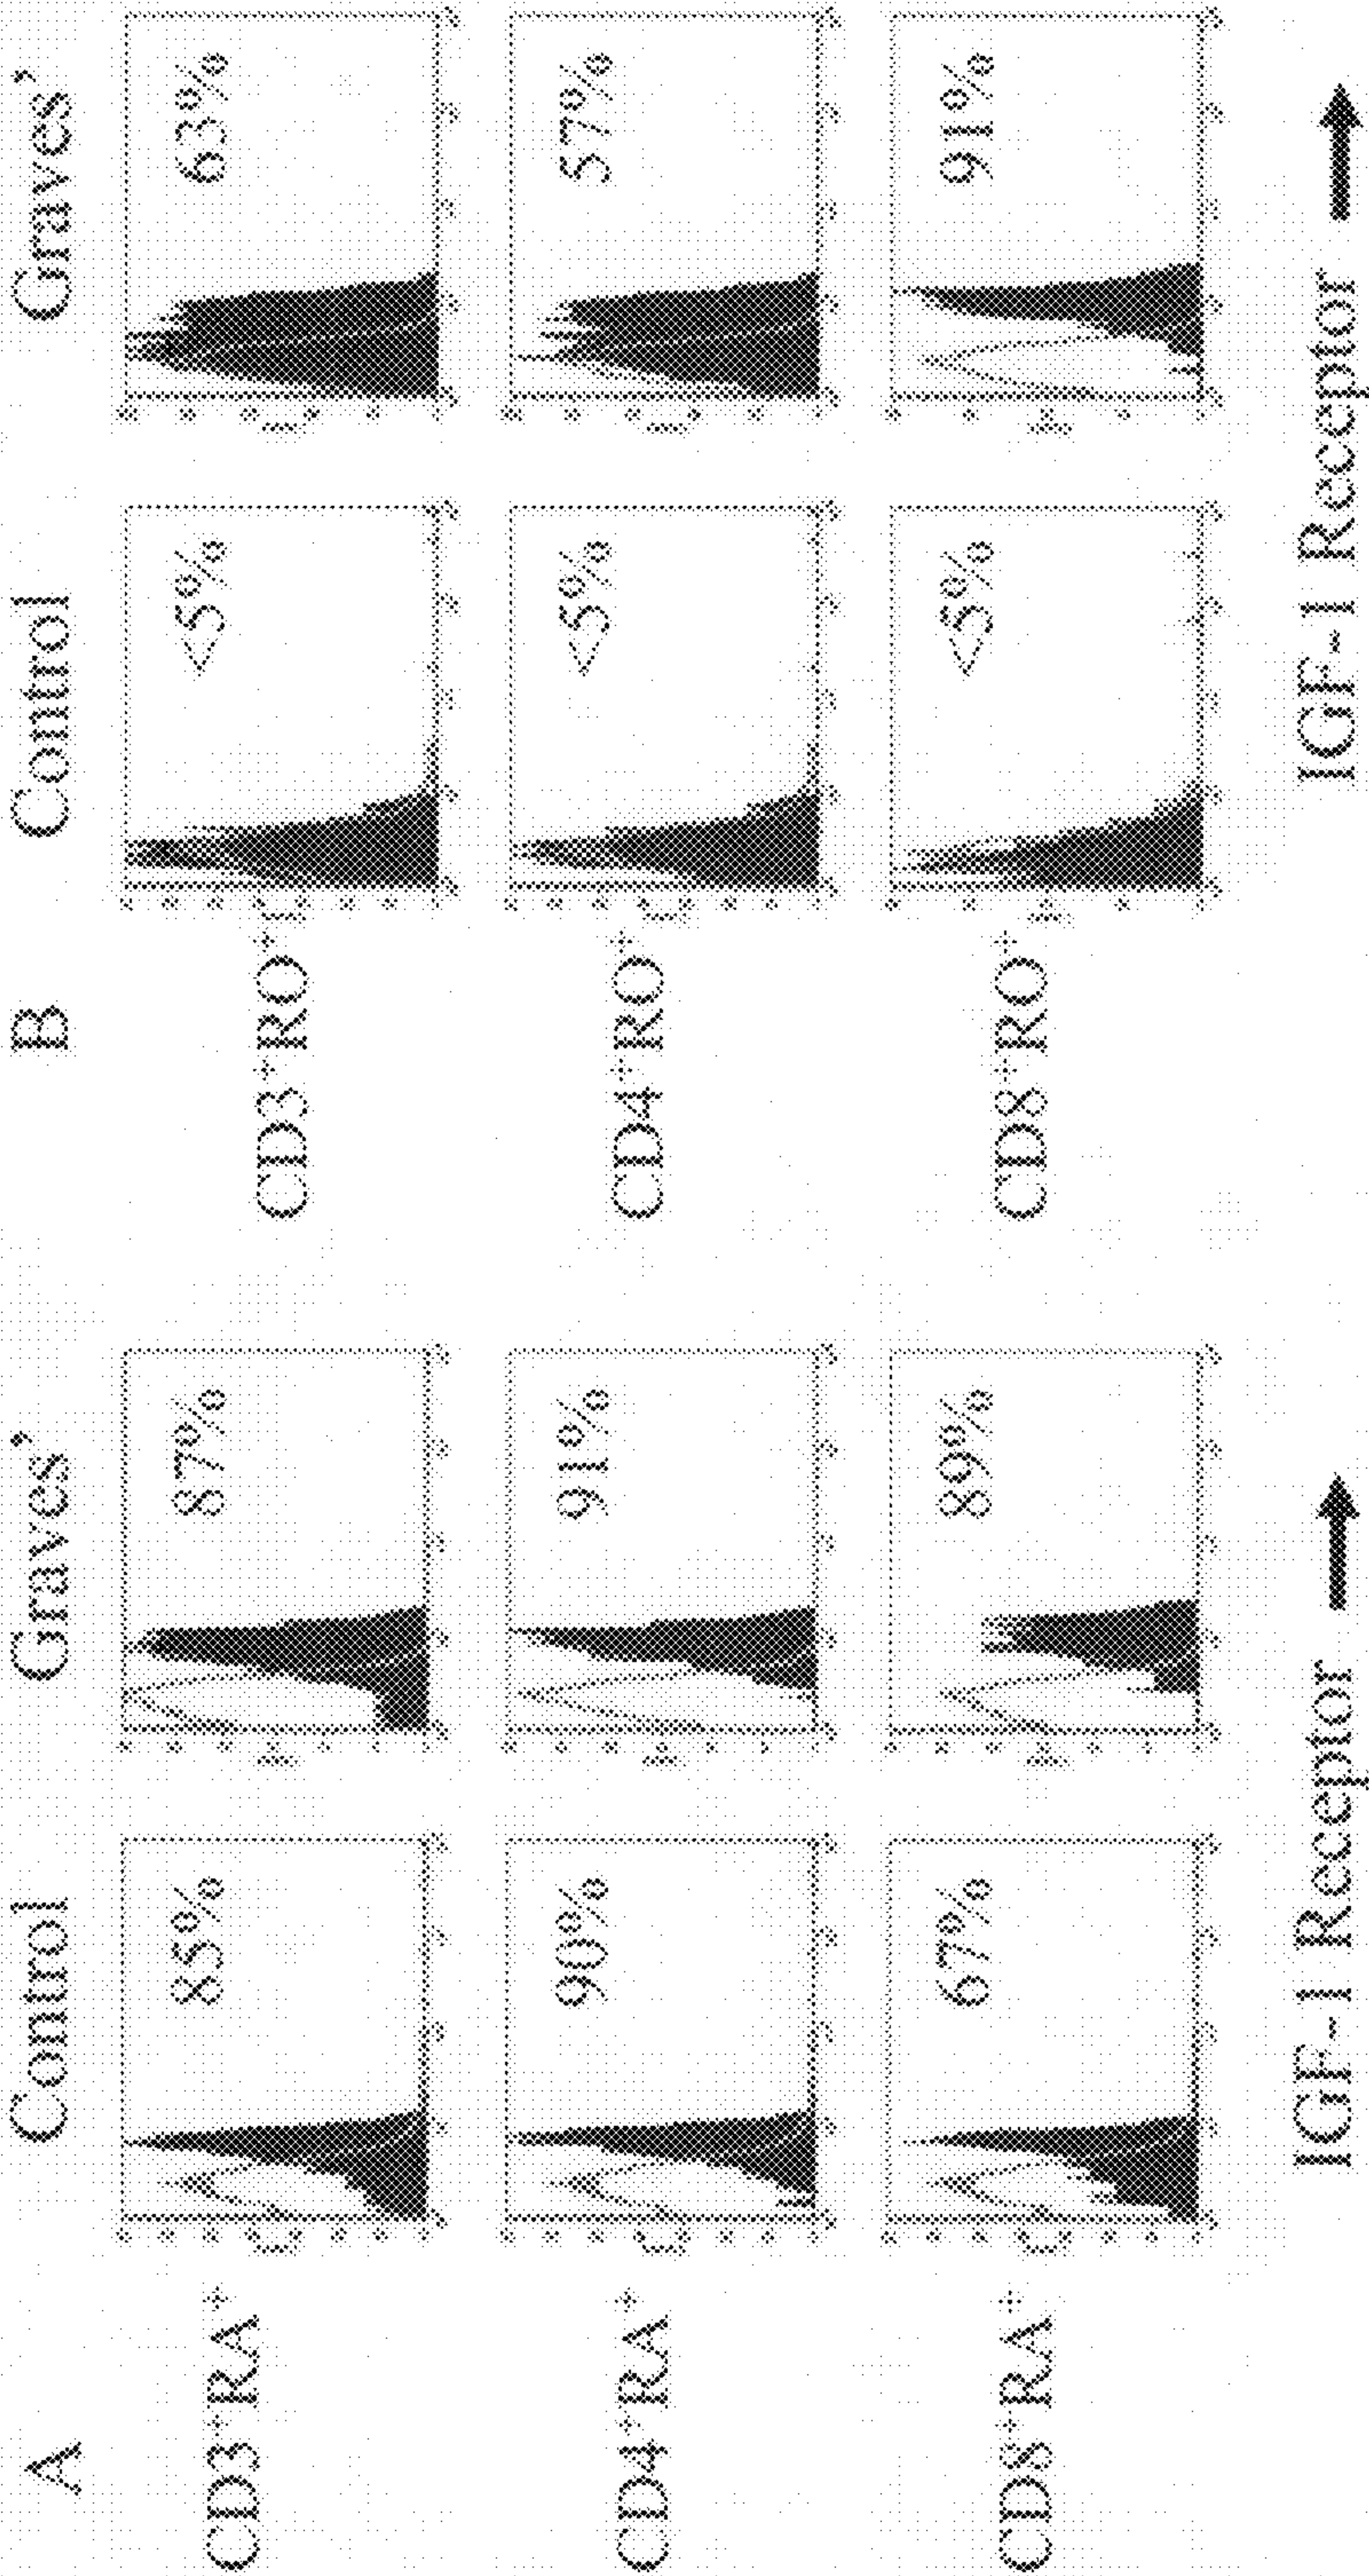 A
Control
Graves’
CD3⁺RA⁺
85%
87%
CD4⁺RA⁺
90%
91%
CD8⁺RA⁺
67%
89%
IGF-1 Receptor
B
Control
Graves’
CD3⁺RO⁺
<5%
63%
CD4⁺RO⁺
<5%
57%
CD8⁺RO⁺
<5%
91%
IGF-1 Receptor